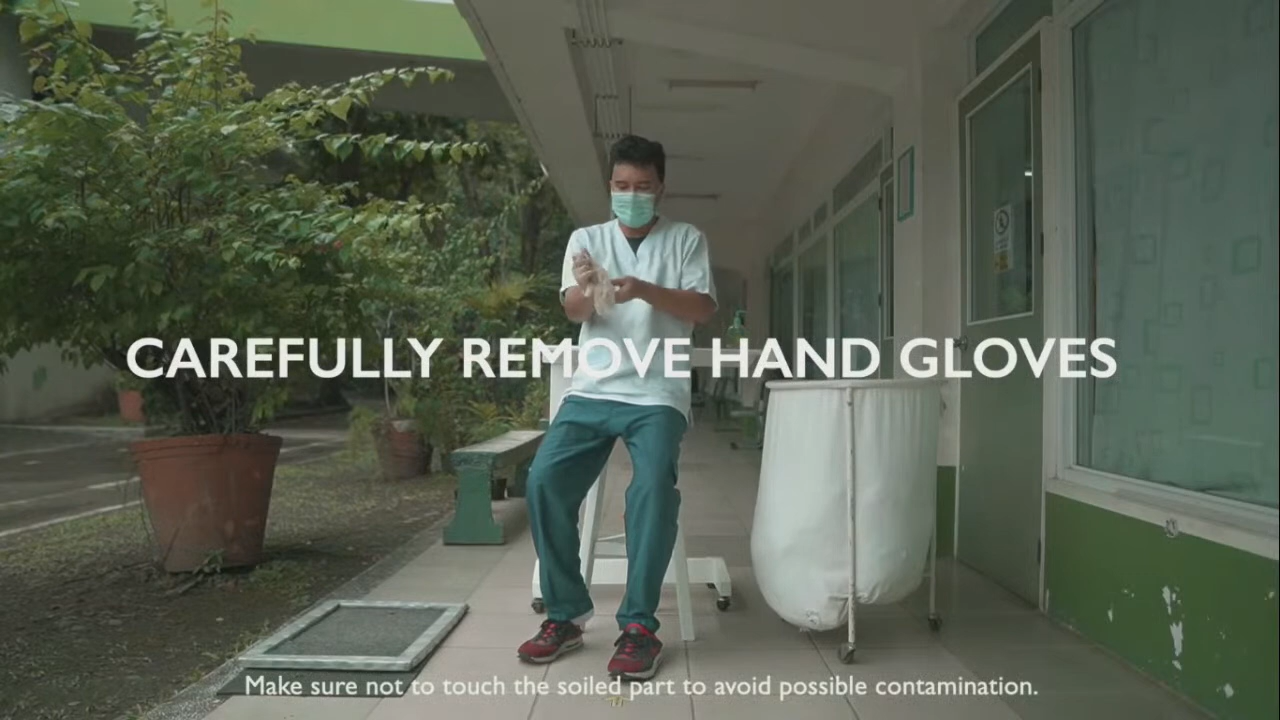 CAREFULLY REMOVE HAND GLOVES
Make sure not to touch the soiled part to avoid possible contamination.